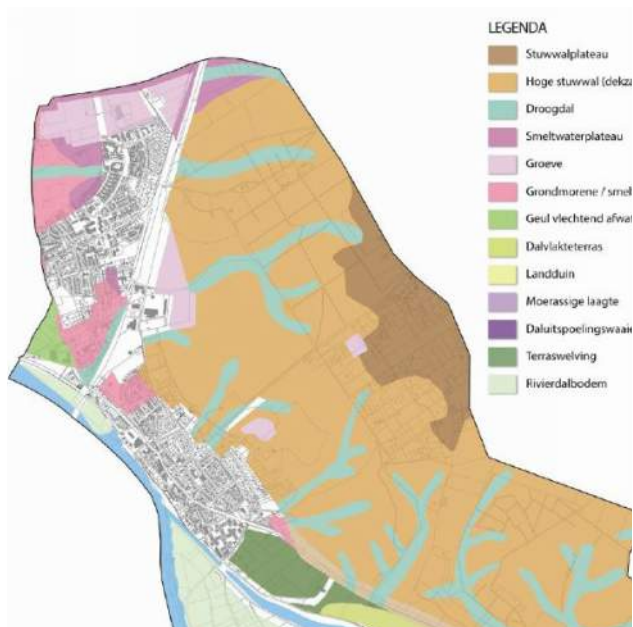 LEGENDA
Stuwwalplateau
Hoge stuwwal (dekza
Droogdal
Smeltwaterplateau
Groeve
Grondmorene / smel
Geul vlechtend afwat
Dalvlakteterras
Landduin
Moerassige laagte
Daluitspoelingswaaie
Terraswelving
Rivierdalbodem